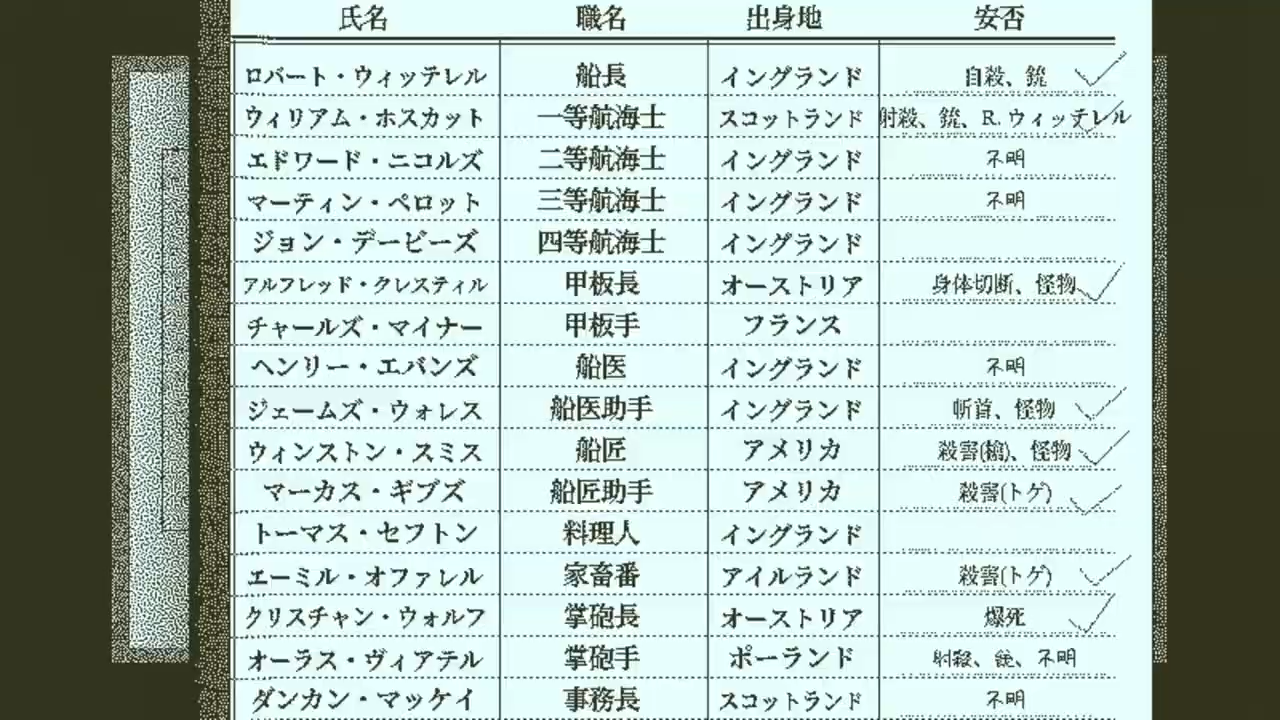 氏名 職名 出身地 安否
ロバート・ウィッテレル 船長 イングランド 自殺、銃
ウィリアム・ホスカット 一等航海士 スコットランド 射殺、銃、R. ウィッテレル
エドワード・ニコルズ 二等航海士 イングランド 不明
マーティン・ペロット 三等航海士 イングランド 不明
ジョン・デービーズ 四等航海士 イングランド
アルフレッド・クレスティル 甲板長 オーストリア 身体切断、怪物
チャールズ・マイナー 甲板手 フランス
ヘンリー・エバンズ 船医 イングランド 不明
ジェームズ・ウォレス 船医助手 イングランド 斬首、怪物
ウィンストン・スミス 船匠 アメリカ 殺害(槍)、怪物
マーカス・ギブズ 船匠助手 アメリカ 殺害(トゲ)
トーマス・セフトン 料理人 イングランド
エーミル・オファレル 家畜番 アイルランド 殺害(トゲ)
クリスチャン・ウォルフ 掌砲長 オーストリア 爆死
オーラス・ヴィアテル 掌砲手 ポーランド 射殺、銃、不明
ダンカン・マッケイ 事務長 スコットランド 不明